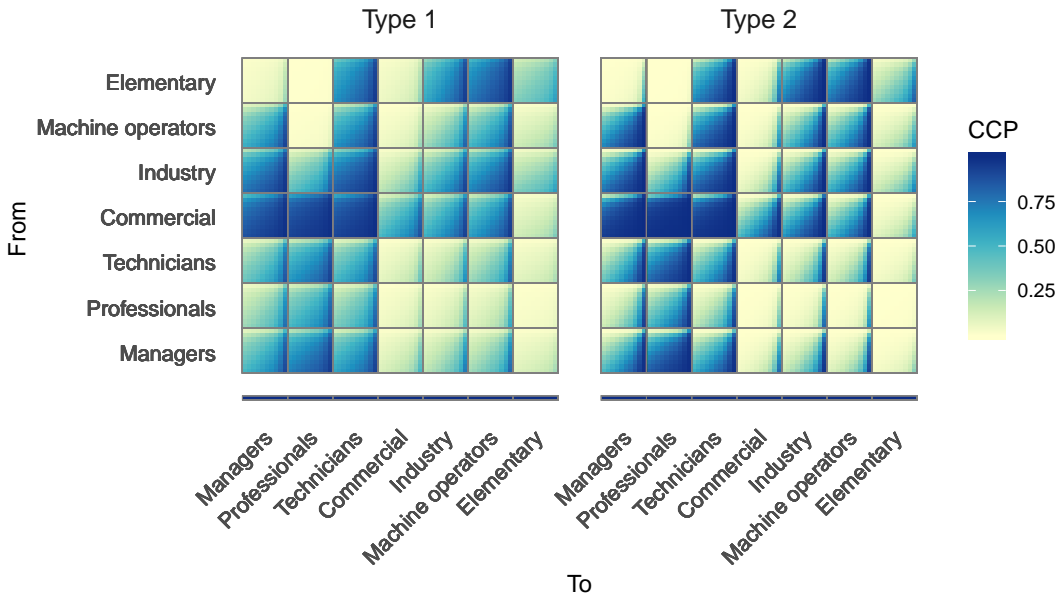 Type 1
Type 2
Elementary
Machine operators
Industry
Commercial
Technicians
Professionals
Managers
From
CCP
0.75
0.50
0.25
Managers
Professionals
Technicians
Commercial
Industry
Machine operators
Elementary
Managers
Professionals
Technicians
Commercial
Industry
Machine operators
Elementary
To